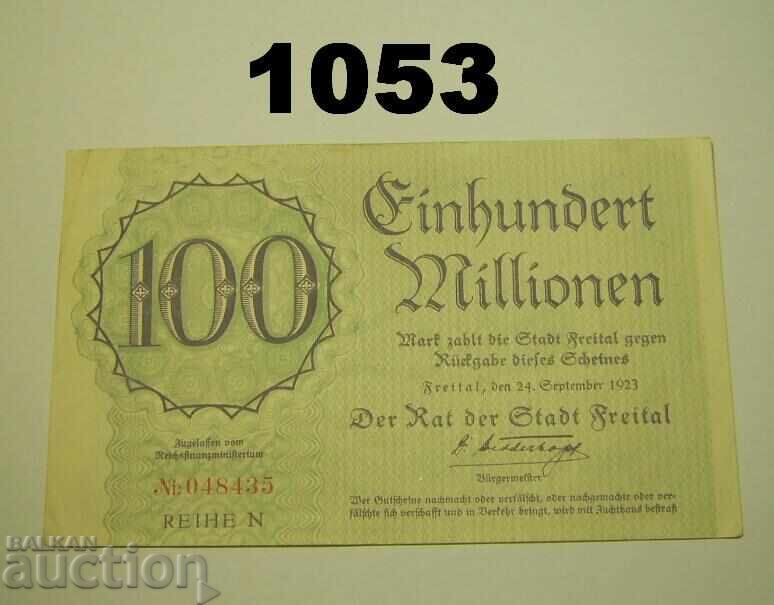 1053
100
Einhundert
Millionen
Mark zahlt die Stadt Freital gegen
Rückgabe dieses Scheines
Freital, den 24. September 1923
Der Rat der Stadt Freital
Bürgermeister
Zugelassen vom
Reichsfinanzministerium
№ 048435
REIHE N
Wer Gutscheine nachmacht oder verfälscht, oder nachgemachte oder ver-
fälschte sich verschafft und in Verkehr bringt, wird mit Zuchthaus bestraft
BALKAN
auction